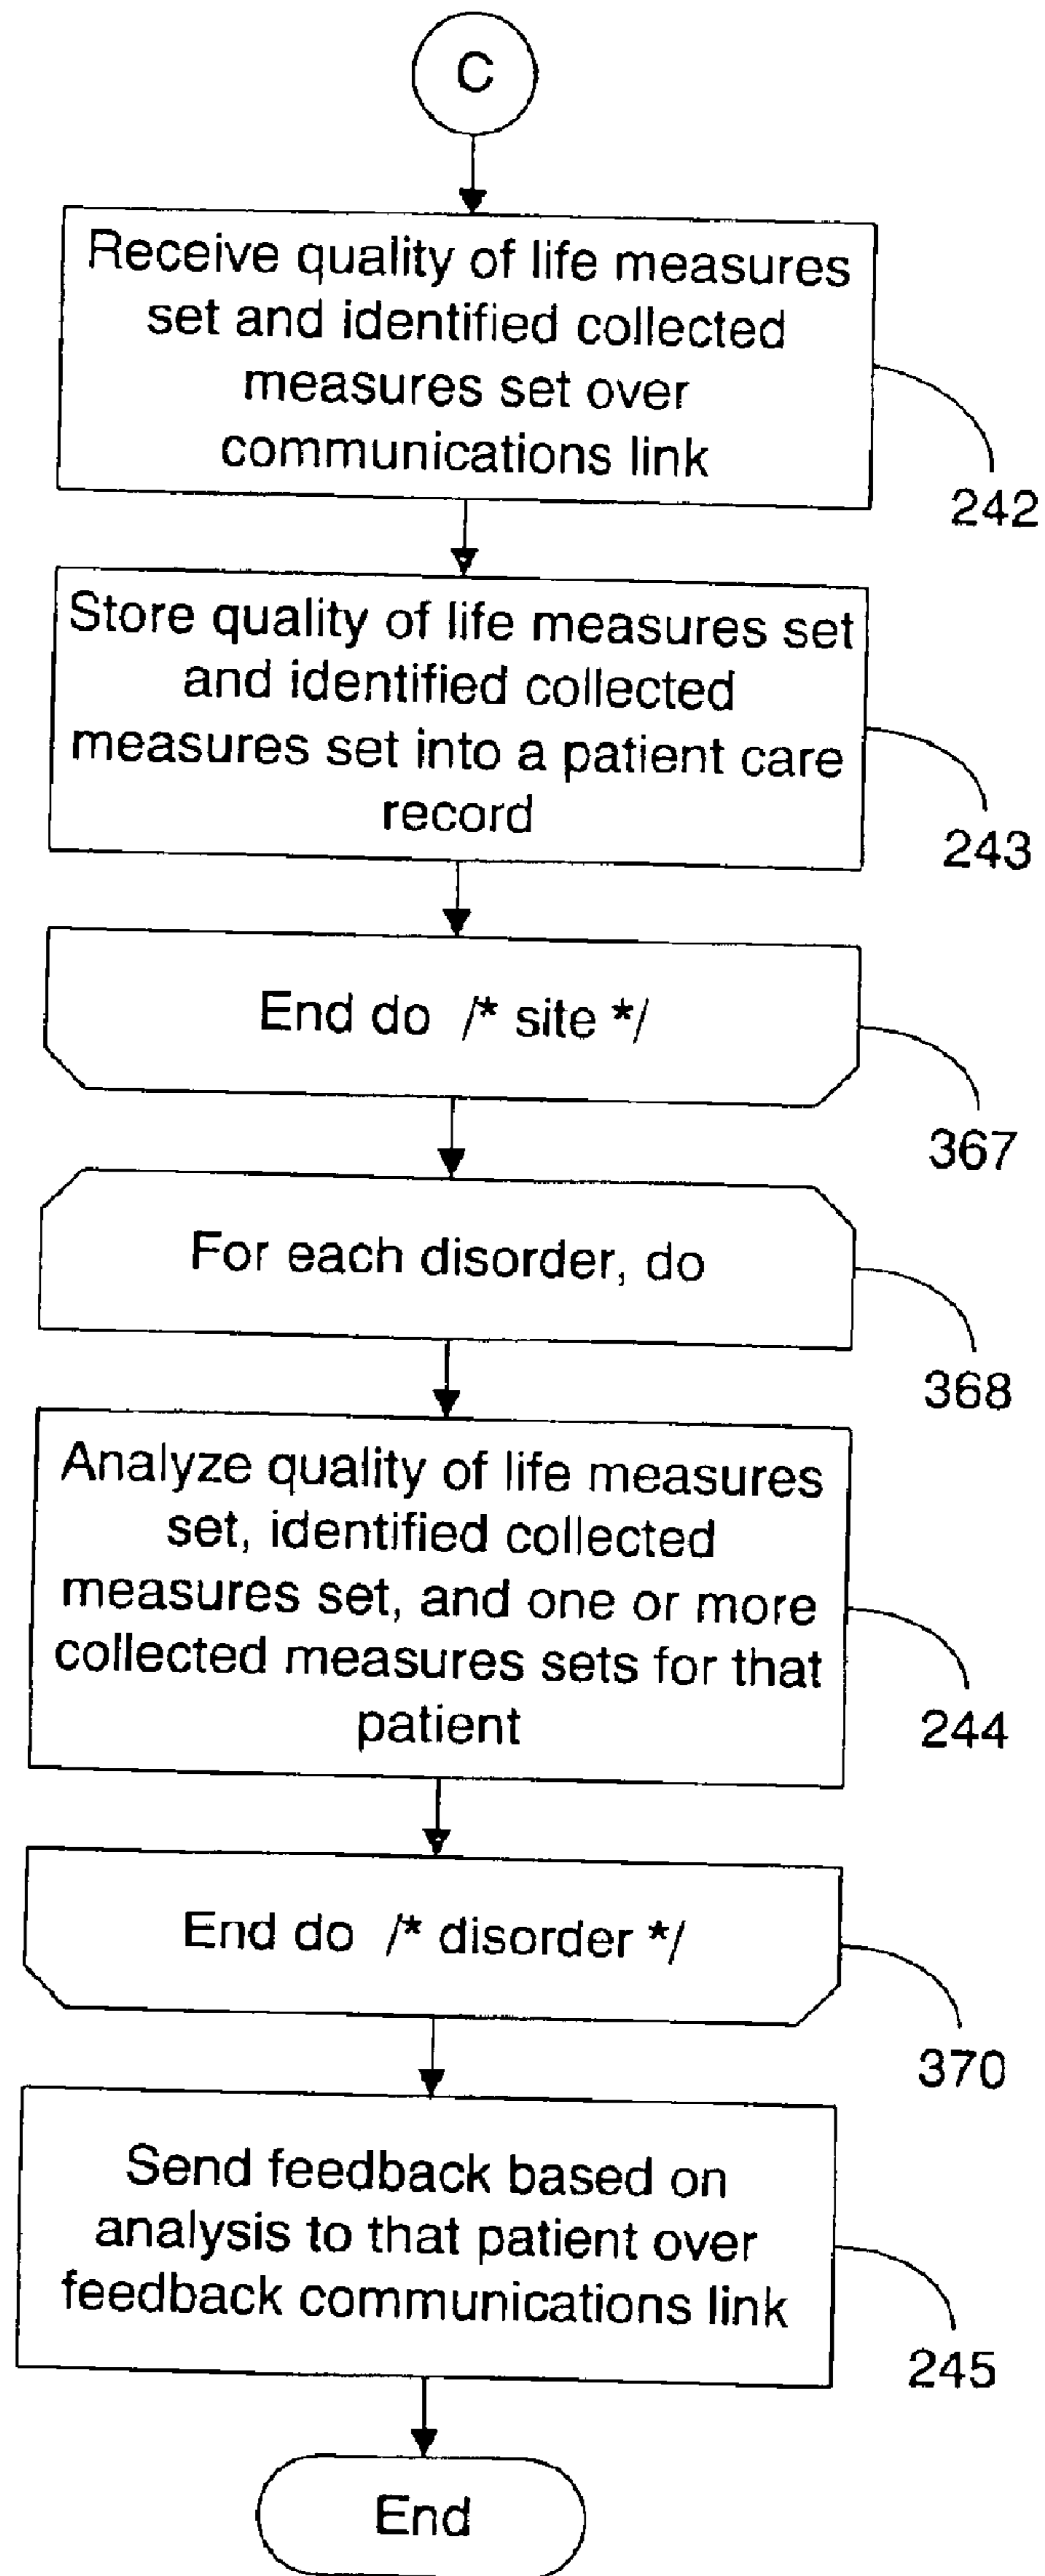 C
Receive quality of life measures
set and identified collected
measures set over
communications link
242
Store quality of life measures set
and identified collected
measures set into a patient care
record
243
End do /* site */
367
For each disorder, do
368
Analyze quality of life measures
set, identified collected
measures set, and one or more
collected measures sets for that
patient
244
End do /* disorder */
370
Send feedback based on
analysis to that patient over
feedback communications link
245
End